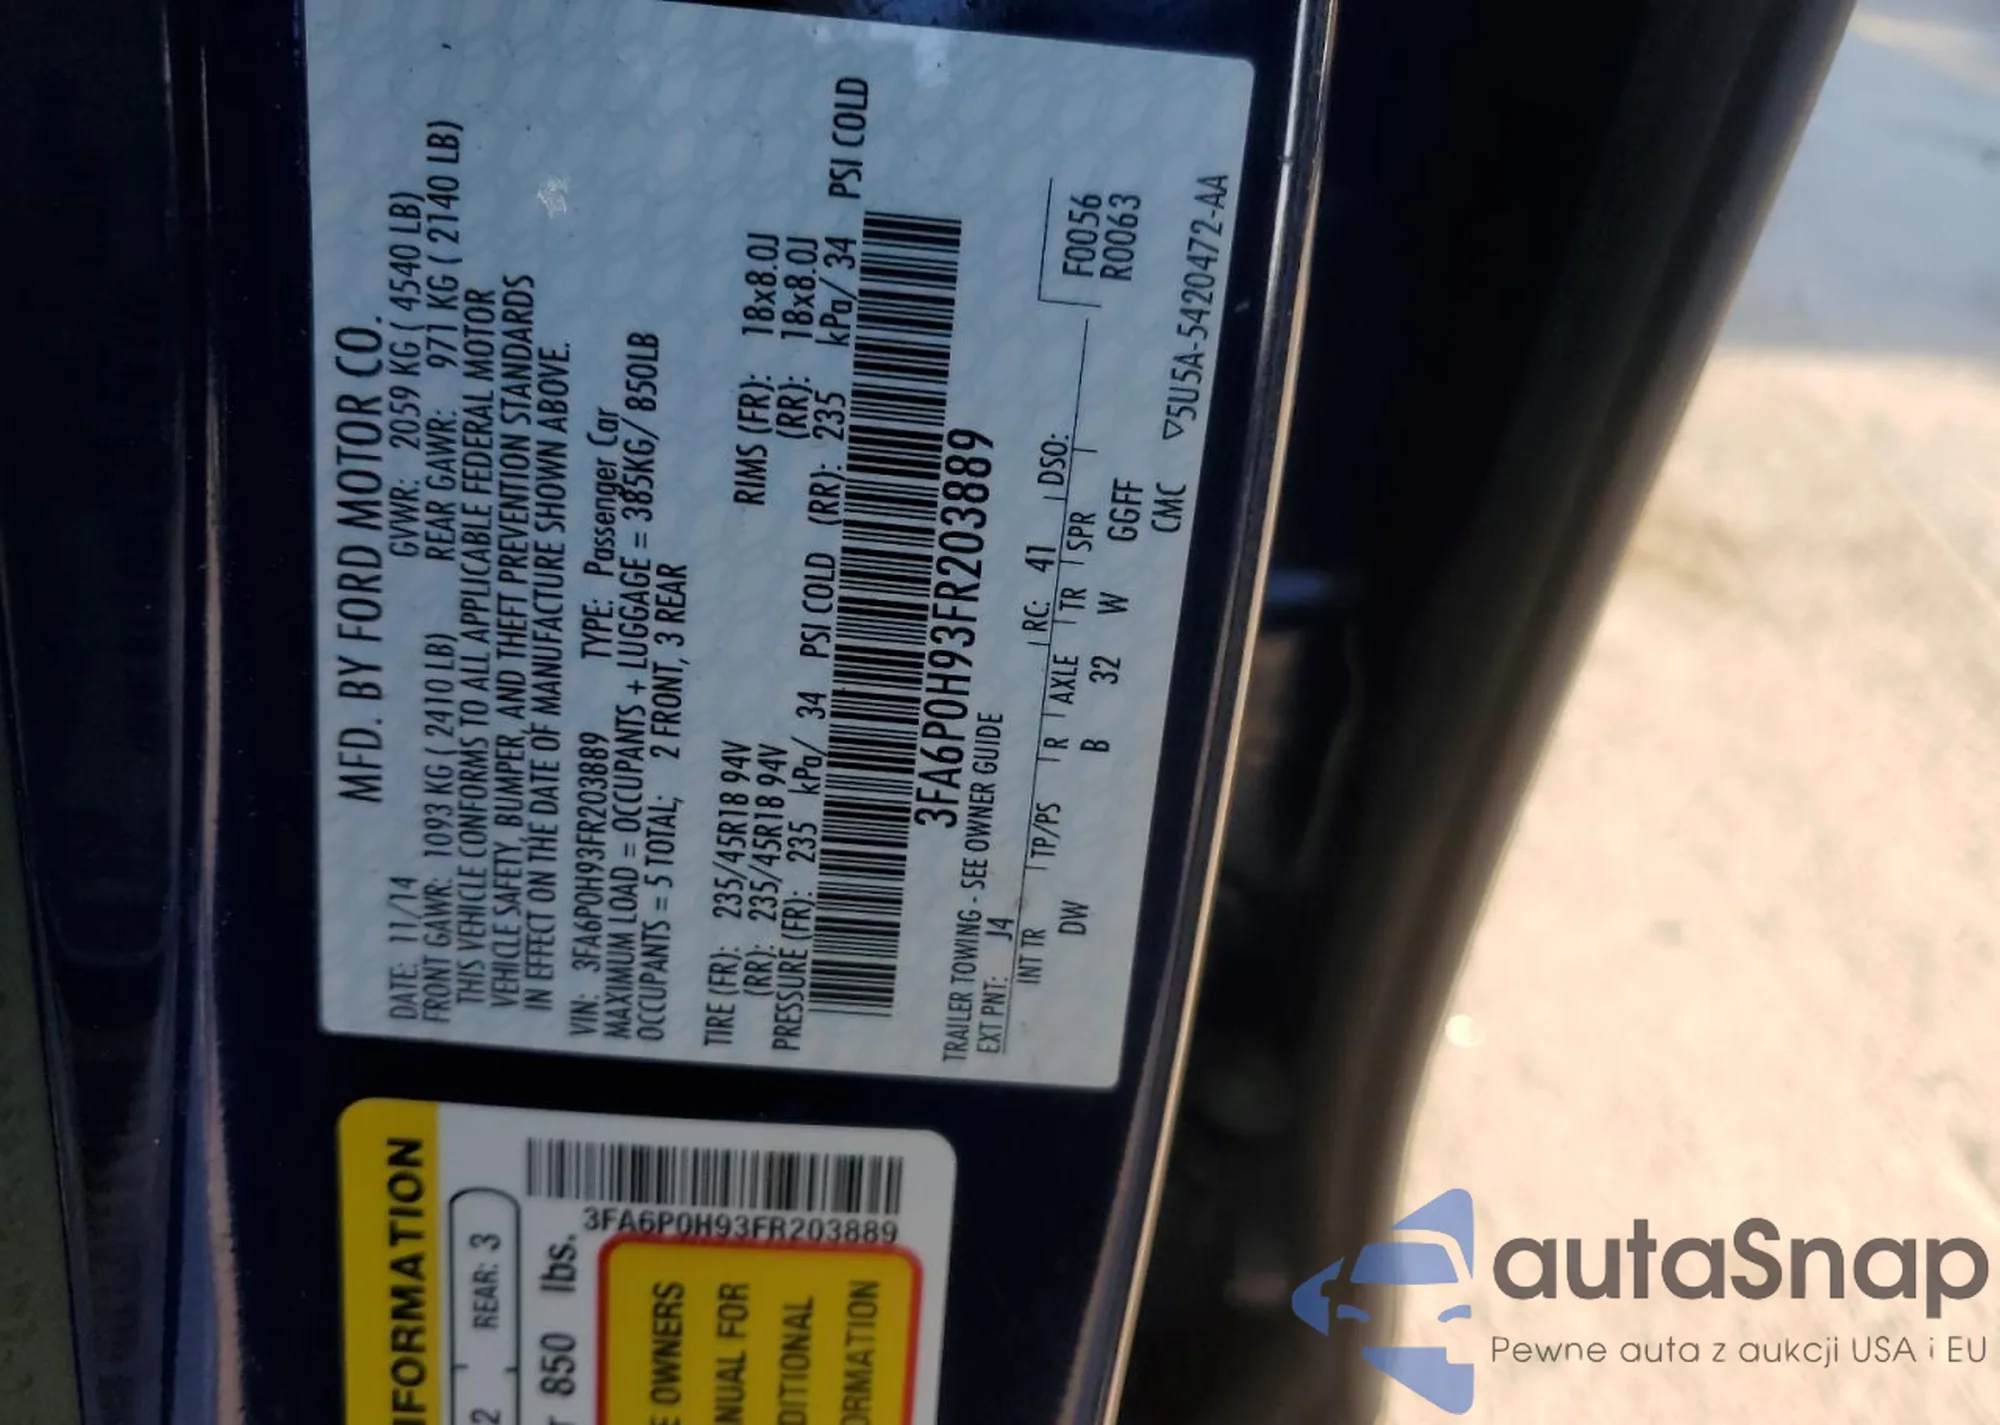 MFD. BY FORD MOTOR CO.
DATE: 11/14 GVWR: 2059 KG ( 4540 LB)
FRONT GAWR: 1093 KG ( 2410 LB) REAR GAWR: 971 KG ( 2140 LB)
THIS VEHICLE CONFORMS TO ALL APPLICABLE FEDERAL MOTOR
VEHICLE SAFETY, BUMPER, AND THEFT PREVENTION STANDARDS
IN EFFECT ON THE DATE OF MANUFACTURE SHOWN ABOVE.
VIN: 3FA6P0H93FR203889 TYPE: Passenger Car
MAXIMUM LOAD = OCCUPANTS + LUGGAGE = 385KG/ 850LB
OCCUPANTS = 5 TOTAL; 2 FRONT, 3 REAR
TIRE (FR): 235/45R18 94V RIMS (FR): 18x8.0J
(RR): 235/45R18 94V (RR): 18x8.0J
PRESSURE (FR): 235 kPa/ 34 PSI COLD (RR): 235 kPa/ 34 PSI COLD
3FA6P0H93FR203889
TRAILER TOWING - SEE OWNER GUIDE
EXT PNT: J4 RC: 41 DSO:
INT TR TP/PS R AXLE TR SPR F0056
DW B 32 W GGFF R0063
CMC ▽5U5A-5420472-AA
REAR: 3
850 lbs.
3FA6P0H93FR203889
OWNERS
FOR
autaSnap
Pewne auta z aukcji USA i EU